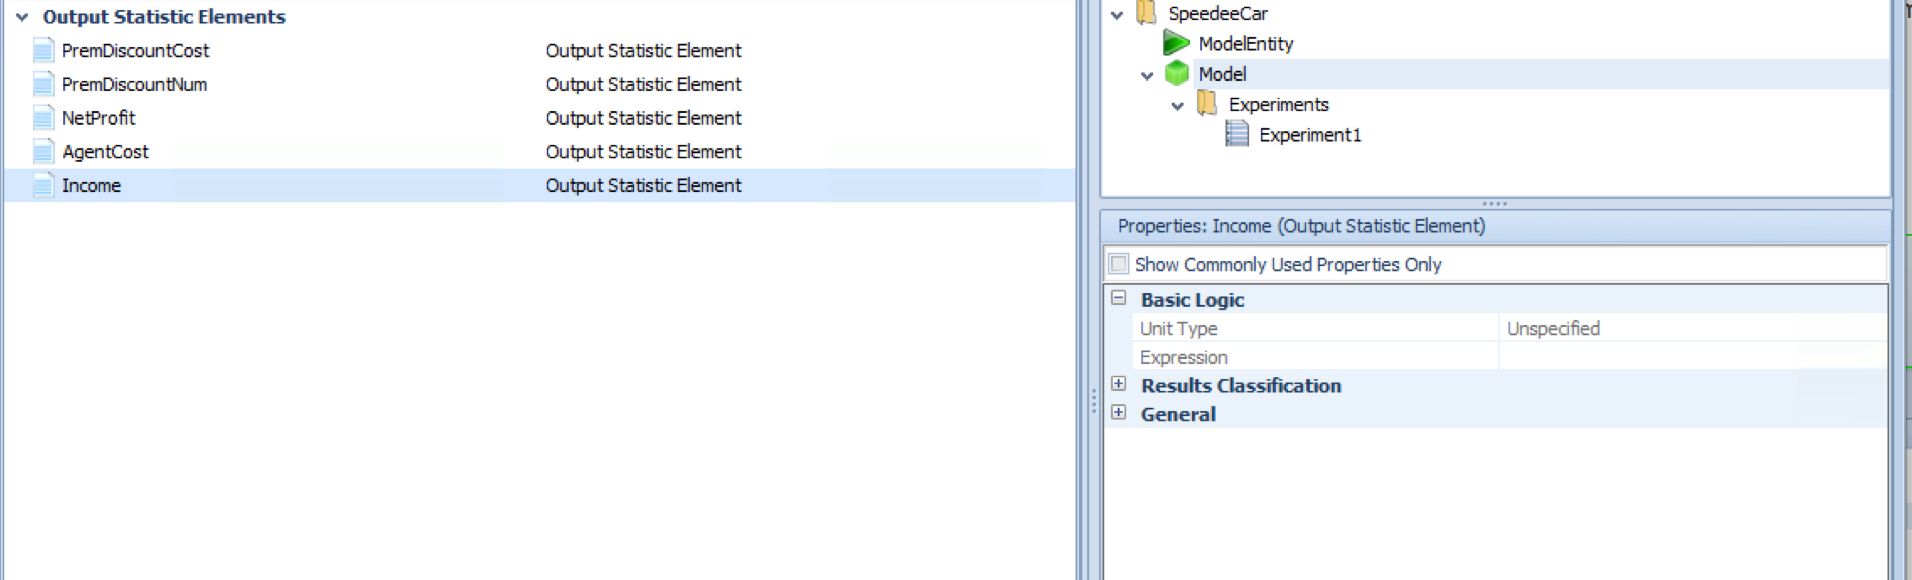 Output Statistic Elements
PremDiscountCost Output Statistic Element
PremDiscountNum Output Statistic Element
NetProfit Output Statistic Element
AgentCost Output Statistic Element
Income Output Statistic Element
SpeedeeCar
ModelEntity
Model
Experiments
Experiment1
Properties: Income (Output Statistic Element)
Show Commonly Used Properties Only
Basic Logic
Unit Type Unspecified
Expression
Results Classification
General